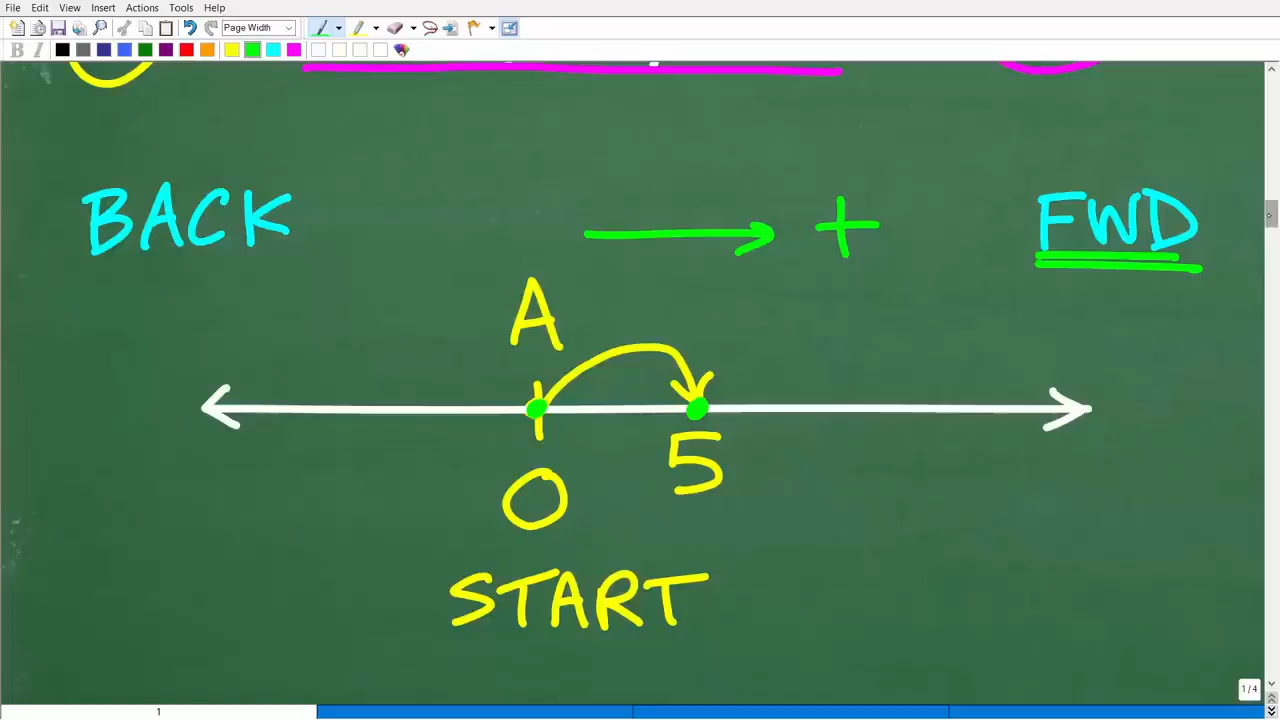 File Edit View Insert Actions Tools Help
Page Width
B I
BACK + FWD
A
0 5
START
1 / 4
1